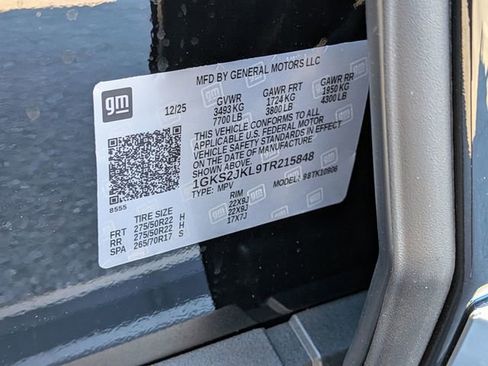 MFD BY GENERAL MOTORS LLC
gm
12/25
GVWR GAWR FRT GAWR RR
3493 KG 1724 KG 1950 KG
7700 LB 3800 LB 4300 LB
THIS VEHICLE CONFORMS TO ALL
APPLICABLE U.S. FEDERAL MOTOR
VEHICLE SAFETY STANDARDS IN EFFECT
ON THE DATE OF MANUFACTURE
SHOWN ABOVE.
1GKS2JKL9TR215848
TYPE: MPV MODEL: 98TK10906
8555
TIRE SIZE RIM
FRT 275/50R22 H 22X9J
RR 275/50R22 H 22X9J
SPA 265/70R17 S 17X7J